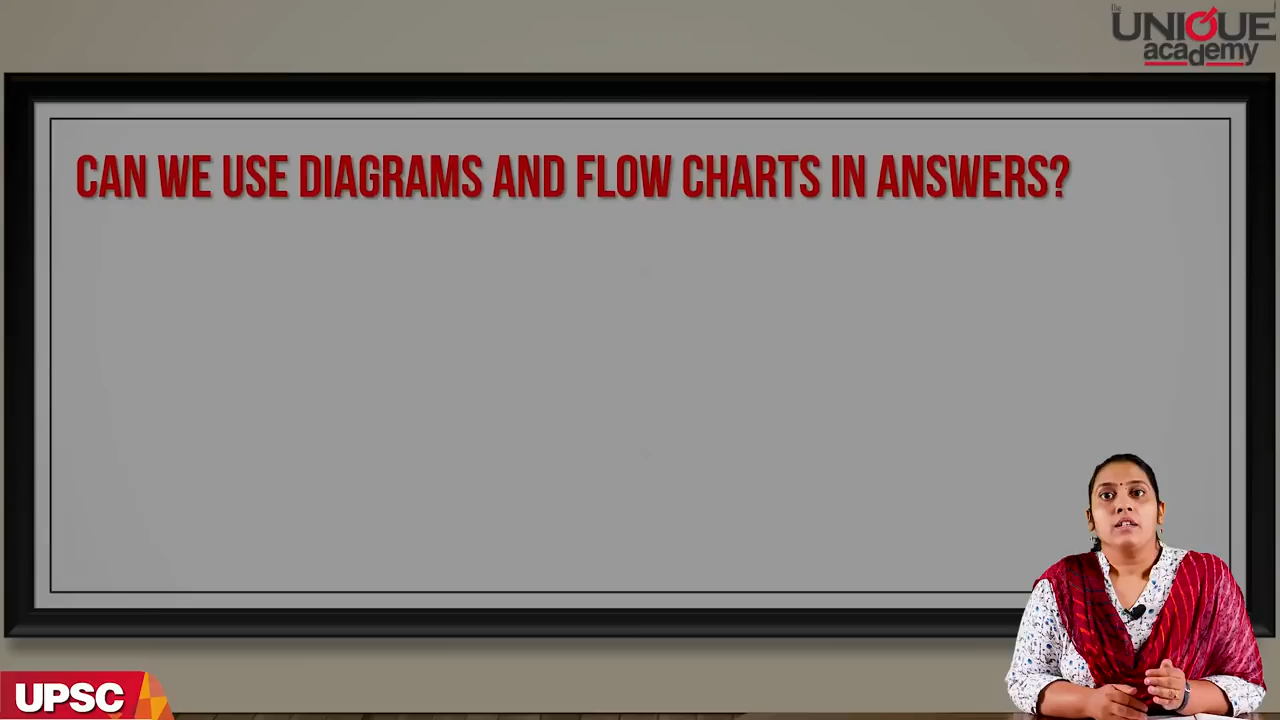 The
UNIQUE
academy
CAN WE USE DIAGRAMS AND FLOW CHARTS IN ANSWERS?
UPSC